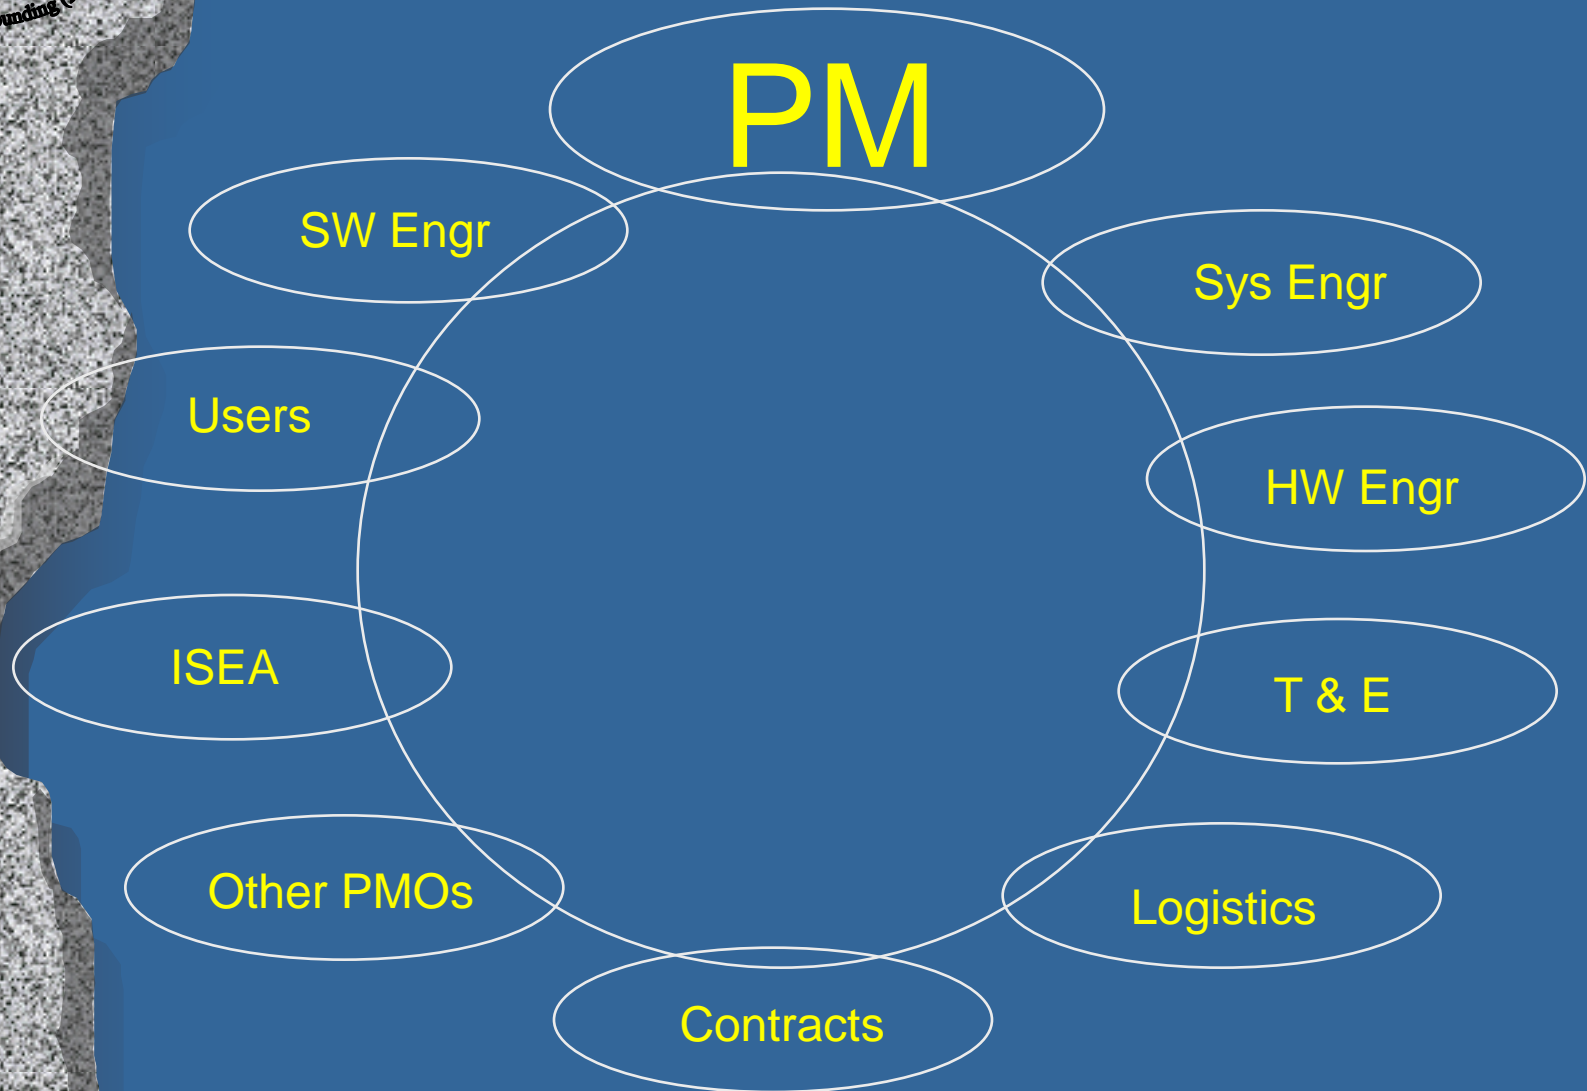 PM
SW Engr
Sys Engr
Users
HW Engr
ISEA
T & E
Other PMOs
Logistics
Contracts